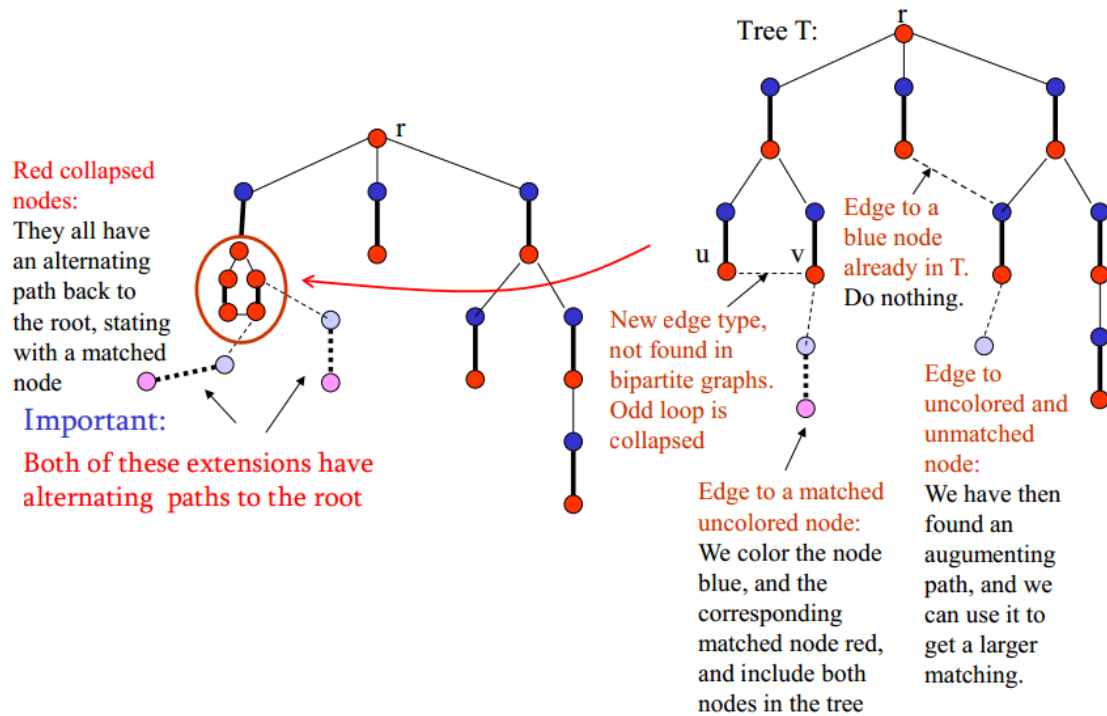 Tree T:
r
r
Red collapsed
nodes:
They all have
an alternating
path back to
the root, stating
with a matched
node
Important:
Both of these extensions have
alternating paths to the root
u
v
Edge to a
blue node
already in T.
Do nothing.
New edge type,
not found in
bipartite graphs.
Odd loop is
collapsed
Edge to a matched
uncolored node:
We color the node
blue, and the
corresponding
matched node red,
and include both
nodes in the tree
Edge to
uncolored and
unmatched
node:
We have then
found an
augumenting
path, and we
can use it to
get a larger
matching.